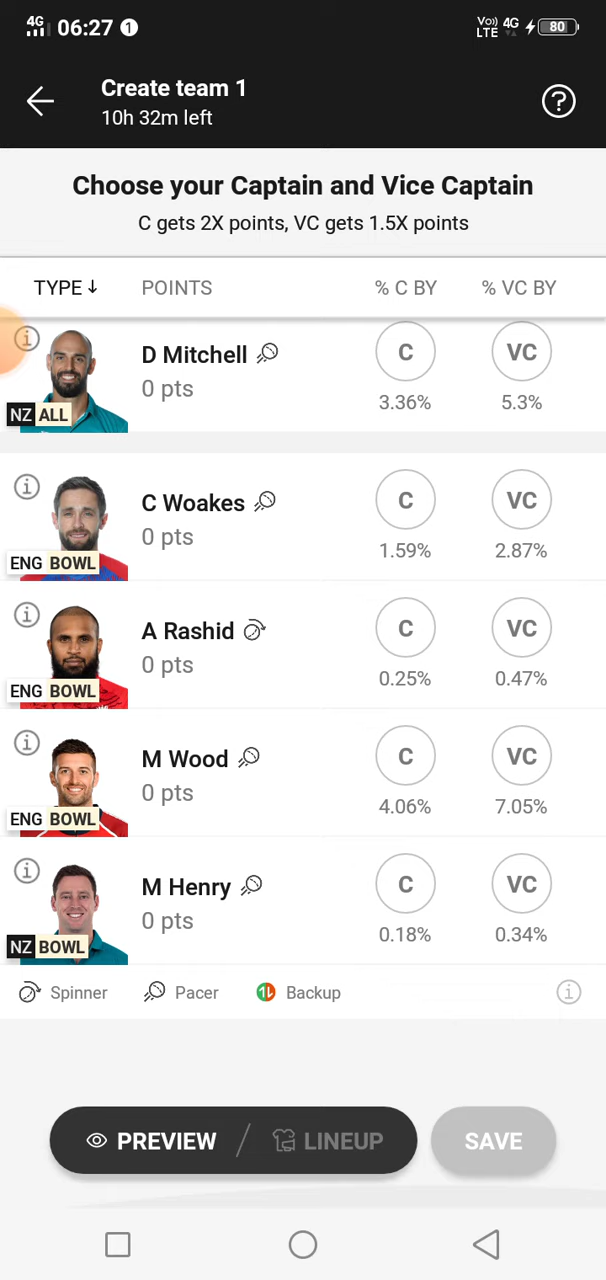 4G 06:27 1 Vo) LTE 4G 80
Create team 1
10h 32m left
Choose your Captain and Vice Captain
C gets 2X points, VC gets 1.5X points
TYPE POINTS % C BY % VC BY
D Mitchell C VC
0 pts 3.36% 5.3%
NZ ALL
C Woakes C VC
0 pts 1.59% 2.87%
ENG BOWL
A Rashid C VC
0 pts 0.25% 0.47%
ENG BOWL
M Wood C VC
0 pts 4.06% 7.05%
ENG BOWL
M Henry C VC
0 pts 0.18% 0.34%
NZ BOWL
Spinner Pacer Backup
PREVIEW / LINEUP SAVE